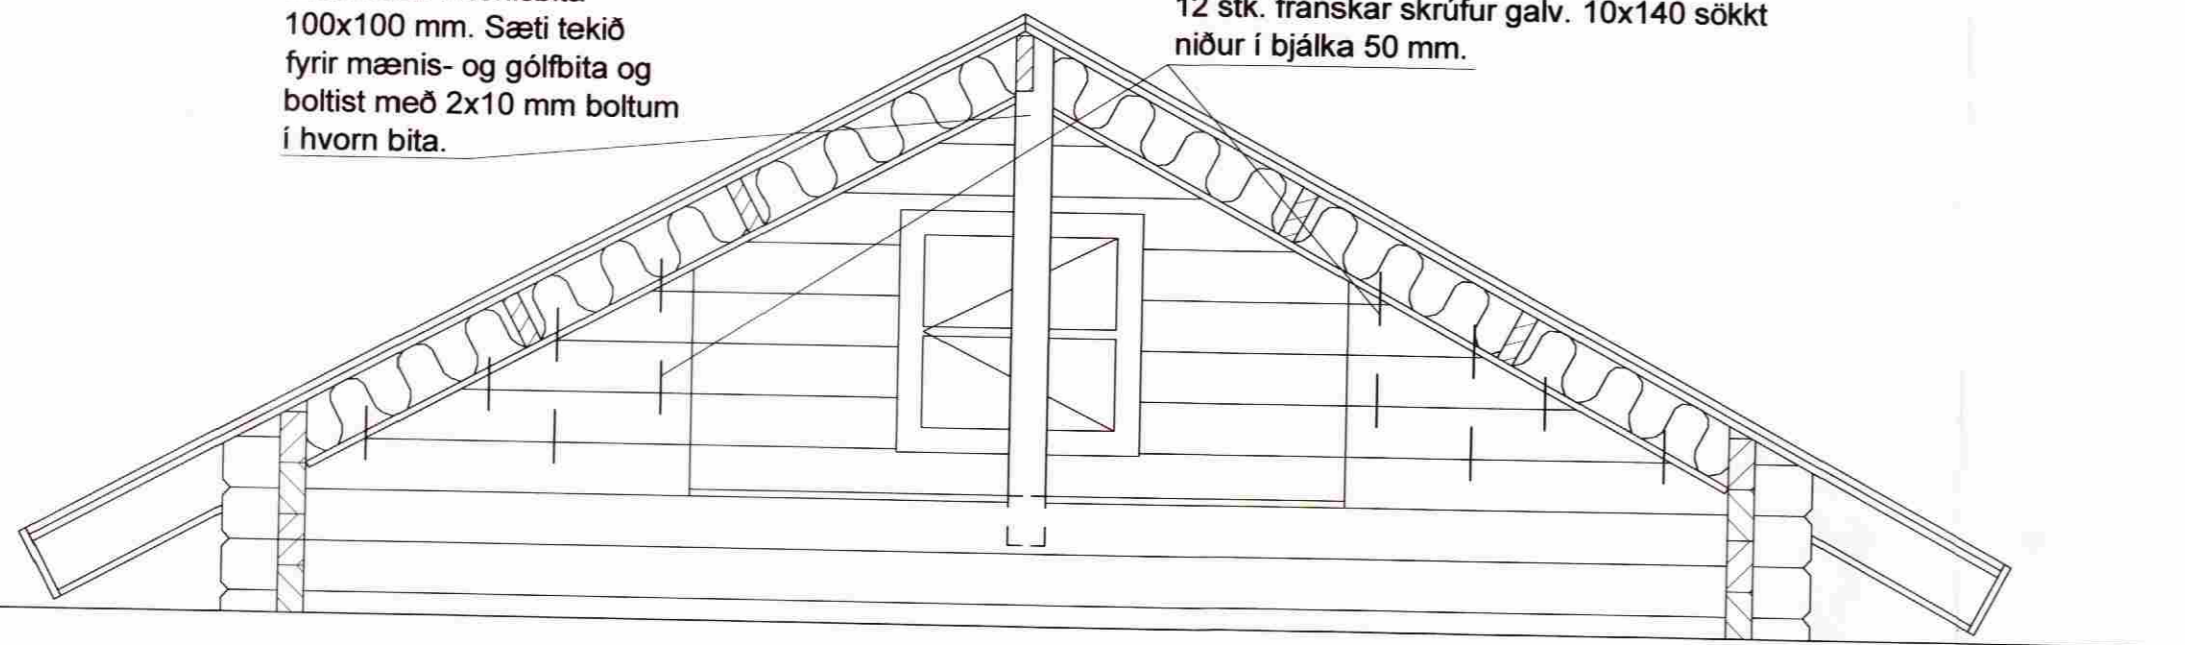 100x100 mm. Sæti tekið
fyrir mænis- og gólfbita og
boltist með 2x10 mm boltum
í hvorn bita.
12 stk. franskar skrúfur galv. 10x140 sökkt
niður í bjálka 50 mm.